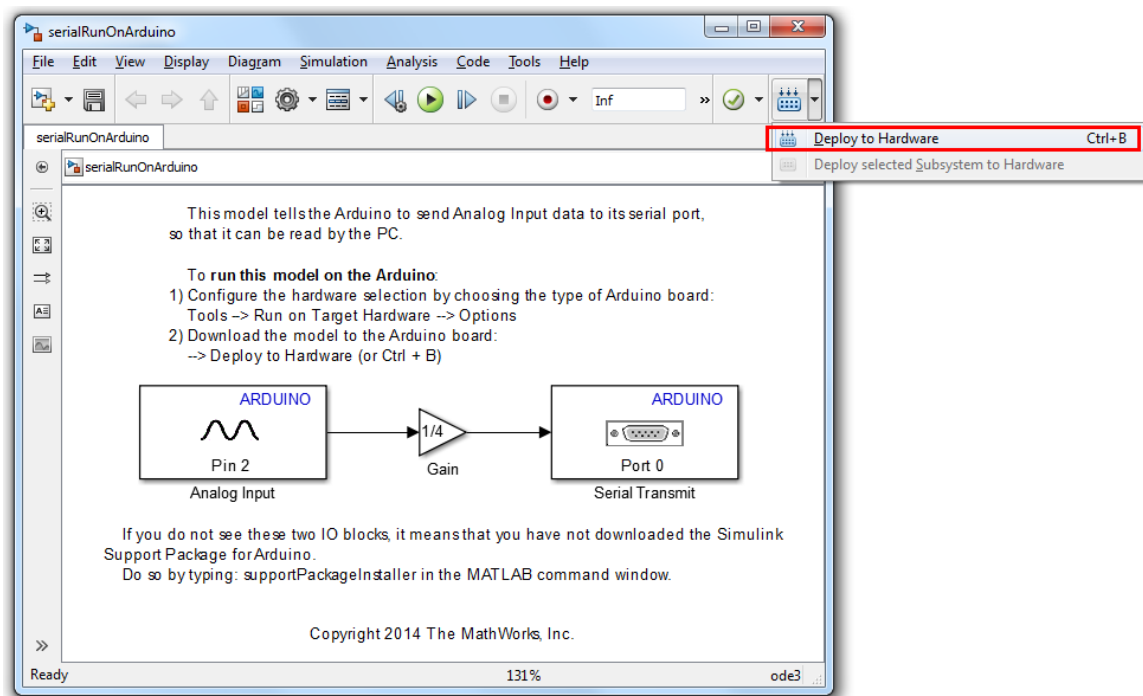 serialRunOnArduino
File Edit View Display Diagram Simulation Analysis Code Tools Help
Inf »
serialRunOnArduino
Deploy to Hardware Ctrl+B
Deploy selected Subsystem to Hardware
serialRunOnArduino
This model tells the Arduino to send Analog Input data to its serial port,
so that it can be read by the PC.
To run this model on the Arduino:
1) Configure the hardware selection by choosing the type of Arduino board:
Tools –> Run on Target Hardware --> Options
2) Download the model to the Arduino board:
--> Deploy to Hardware (or Ctrl + B)
ARDUINO
Pin 2
Analog Input
1/4
Gain
ARDUINO
Port 0
Serial Transmit
If you do not see these two IO blocks, it means that you have not downloaded the Simulink
Support Package for Arduino.
Do so by typing: supportPackageInstaller in the MATLAB command window.
Copyright 2014 The MathWorks, Inc.
»
Ready 131% ode3